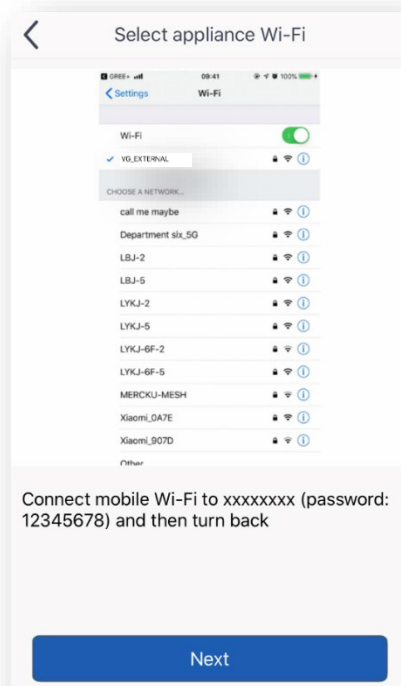 Select appliance Wi-Fi
GREE+ 09:41 100%
Settings Wi-Fi
Wi-Fi
VG_EXTERNAL
CHOOSE A NETWORK...
call me maybe
Department six_5G
LBJ-2
LBJ-5
LYKJ-2
LYKJ-5
LYKJ-6F-2
LYKJ-6F-5
MERCKU-MESH
Xiaomi_0A7E
Xiaomi_907D
Other
Connect mobile Wi-Fi to xxxxxxxx (password:
12345678) and then turn back
Next